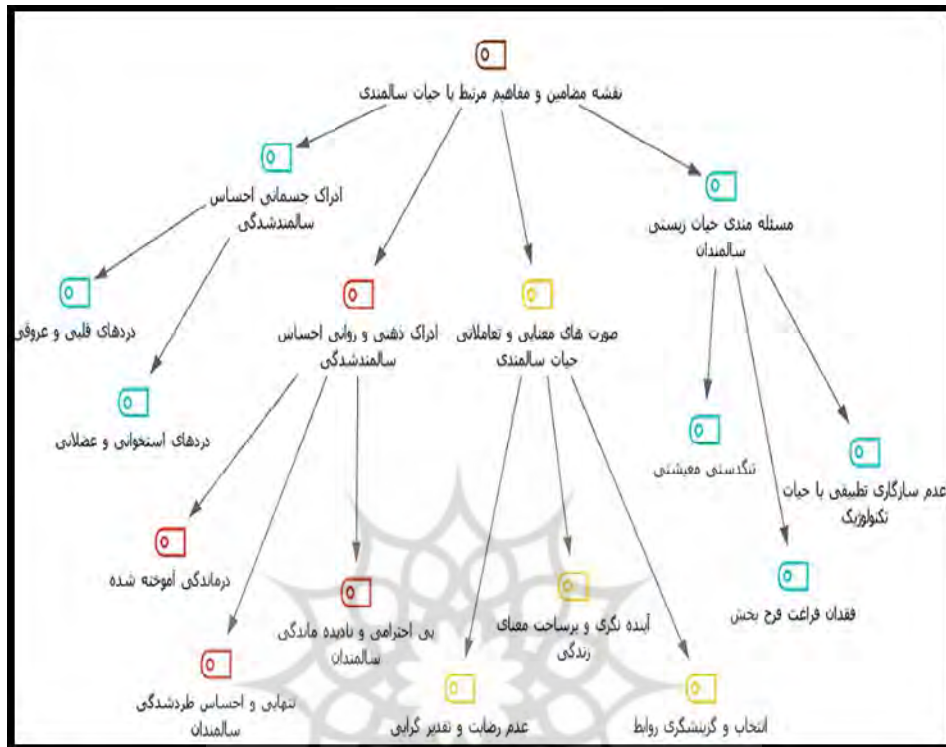 نقشه مضامین و مفاهیم مرتبط با حیات سالمندی
ادراک جسمانی احساس
سالمندشدگی
مسئله مندی حیات زیستی
سالمندان
دردهای قلبی و عروقی
ادراک ذهنی و روانی احساس
سالمندشدگی
صوت های معنایی و تعاملاتی
حیات سالمندی
دردهای استخوانی و عضلانی
تنگدستی معیشتی
عدم سازگاری تطبیقی با حیات
تکنولوژیک
درماندگی آموخته شده
بی احترامی و نادیده ماندگی
سالمندان
آینده نگری و برساخت معنای
زندگی
فقدان فراغت فرح بخش
تنهایی و احساس طردشدگی
سالمندان
عدم رضایت و تقدیر گرایی
انتخاب و گزینشگری روابط